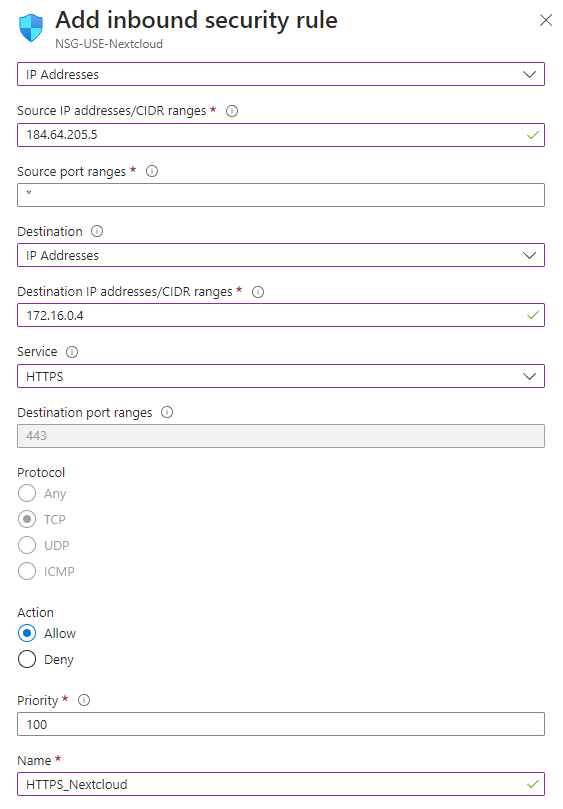 Add inbound security rule
NSG-USE-Nextcloud
IP Addresses
Source IP addresses/CIDR ranges *
184.64.205.5
Source port ranges *
*
Destination
IP Addresses
Destination IP addresses/CIDR ranges *
172.16.0.4
Service
HTTPS
Destination port ranges
443
Protocol
Any
TCP
UDP
ICMP
Action
Allow
Deny
Priority *
100
Name *
HTTPS_Nextcloud